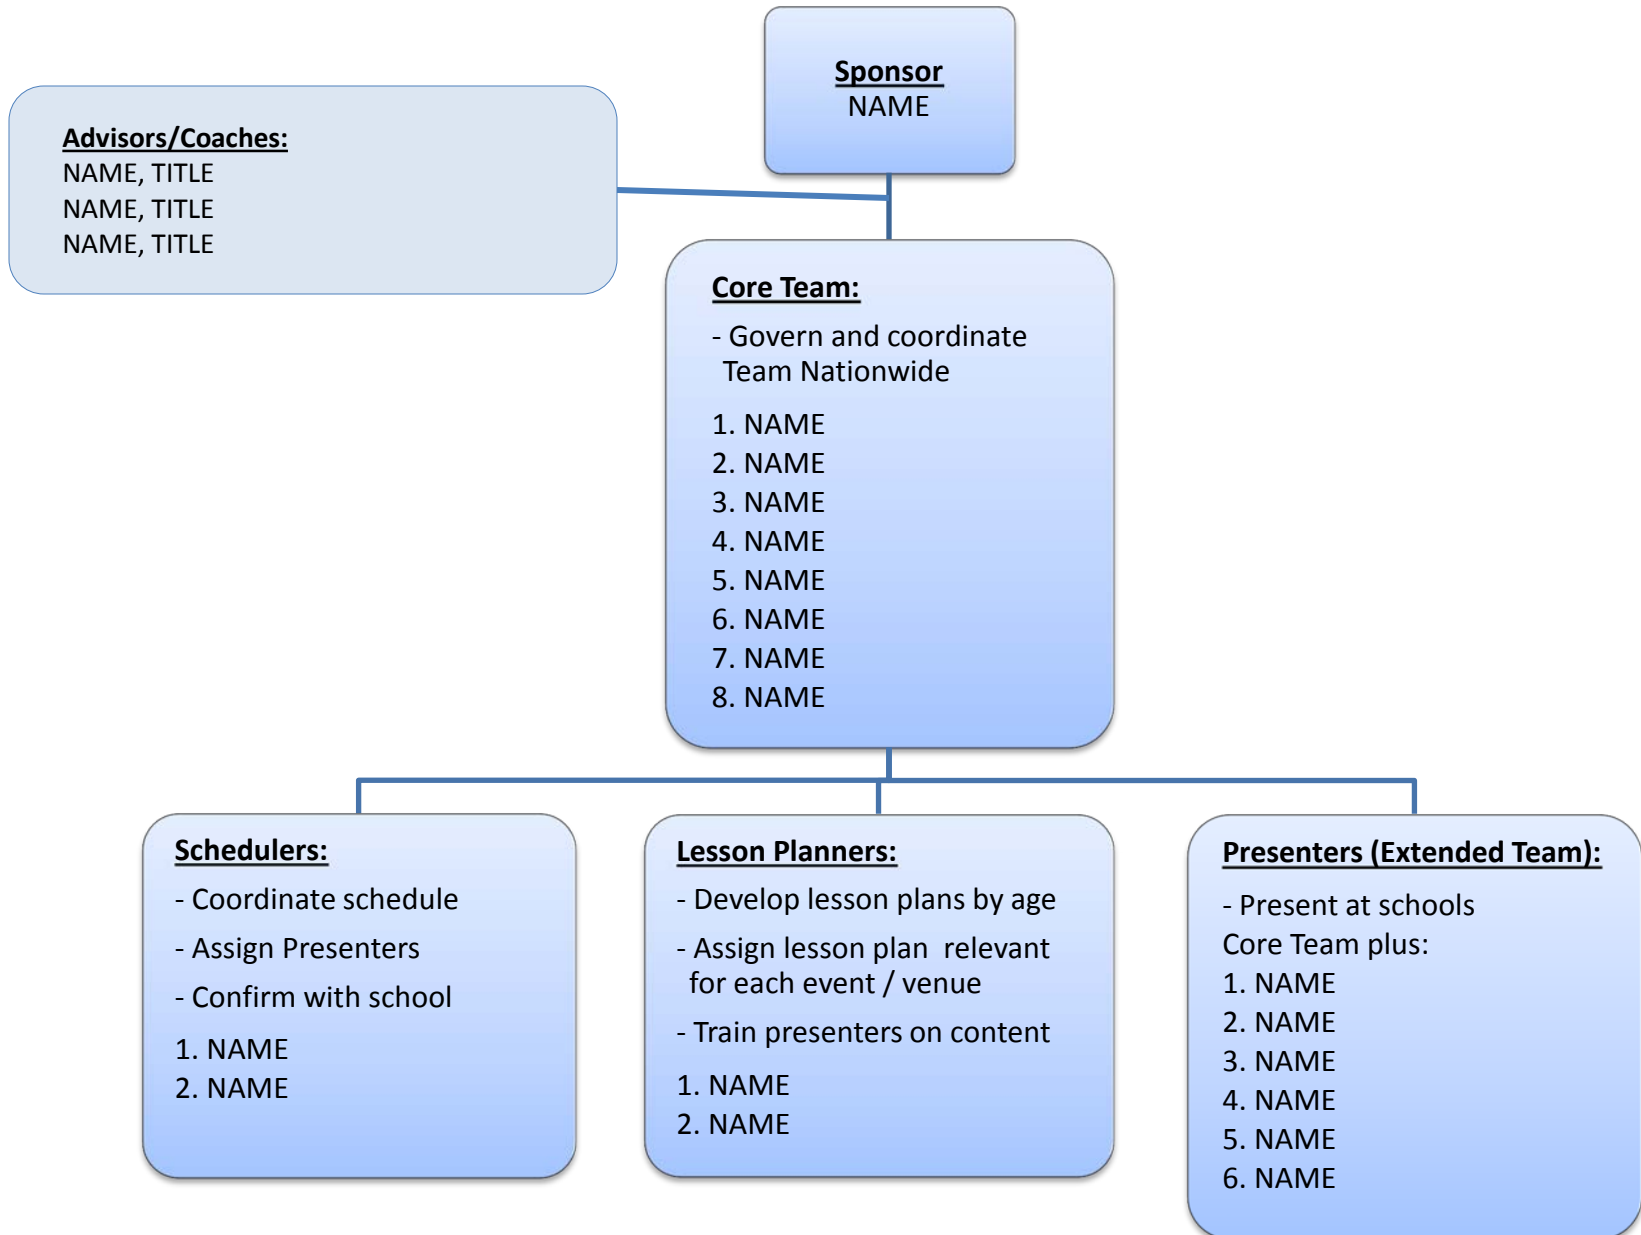 Sponsor
NAME
Advisors/Coaches:
NAME, TITLE
NAME, TITLE
NAME, TITLE
Core Team:
- Govern and coordinate
Team Nationwide
1. NAME
2. NAME
3. NAME
4. NAME
5. NAME
6. NAME
7. NAME
8. NAME
Schedulers:
- Coordinate schedule
- Assign Presenters
- Confirm with school
1. NAME
2. NAME
Lesson Planners:
- Develop lesson plans by age
- Assign lesson plan  relevant
for each event / venue
- Train presenters on content
1. NAME
2. NAME
Presenters (Extended Team):
- Present at schools
Core Team plus:
1. NAME
2. NAME
3. NAME
4. NAME
5. NAME
6. NAME